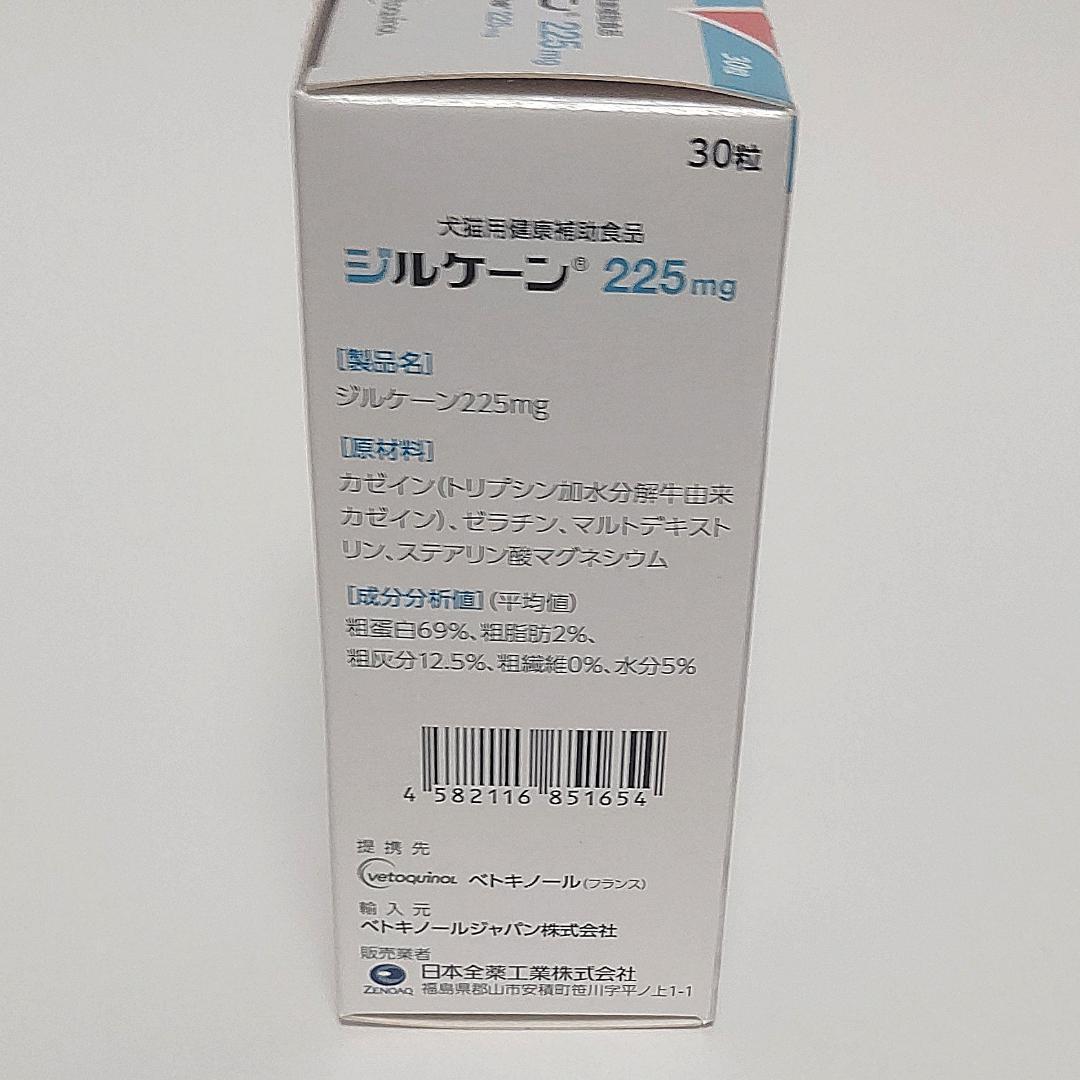 225mg
30粒
30粒
犬猫用健康補助食品
ジルケーン® 225mg
[製品名]
ジルケーン225mg
[原材料]
カゼイン(トリプシン加水分解牛由来
カゼイン)、ゼラチン、マルトデキスト
リン、ステアリン酸マグネシウム
[成分分析値](平均値)
粗蛋白69%、粗脂肪2%、
粗灰分12.5%、粗繊維0%、水分5%
4 582116 851654
提携先
vetoquinol ベトキノール(フランス)
輸入元
ベトキノールジャパン株式会社
販売業者
ZENOAQ 日本全薬工業株式会社
福島県郡山市安積町笹川字平ノ上1-1